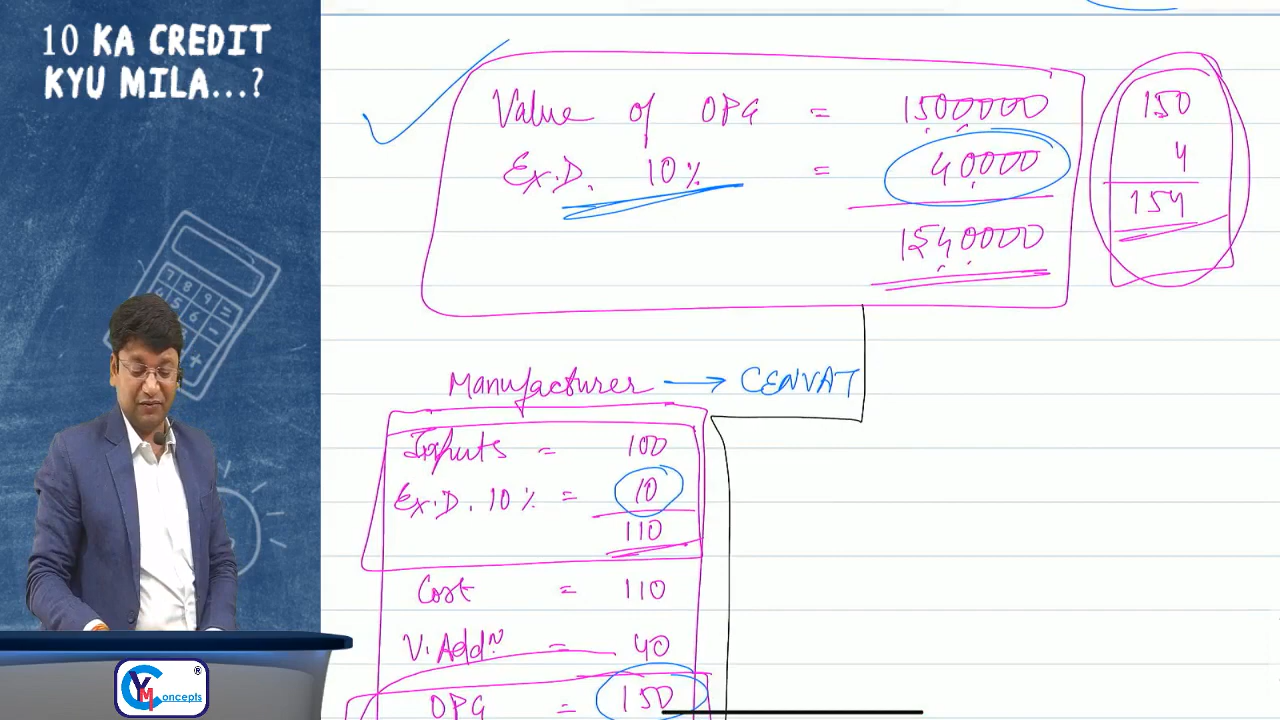 10 KA CREDIT
KYU MILA...?
Value of OPG = 1500000
Ex.D. 10% = 40000
1540000
150
4
154
Manufacturer → CENVAT
Inputs = 100
Ex.D. 10% = 10
110
Cost = 110
V. Addn = 40
OPG = 150
CYM Concepts ®